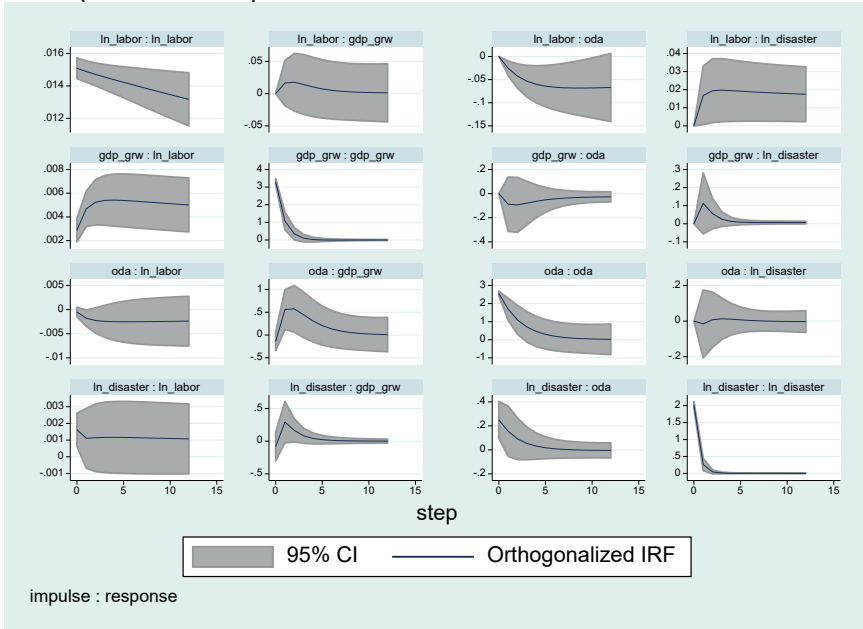 ln_labor : ln_labor
ln_labor : gdp_grw
ln_labor : oda
ln_labor : ln_disaster
.016
.014
.012
.05
0
-.05
0
-.05
-.1
-.15
.04
.03
.02
.01
0
gdp_grw : ln_labor
gdp_grw : gdp_grw
gdp_grw : oda
gdp_grw : ln_disaster
.008
.006
.004
.002
4
3
2
1
0
.2
0
-.2
-.4
.3
.2
.1
0
-.1
oda : ln_labor
oda : gdp_grw
oda : oda
oda : ln_disaster
.005
0
-.005
-.01
1
.5
0
-.5
3
2
1
0
-1
.2
0
-.2
ln_disaster : ln_labor
ln_disaster : gdp_grw
ln_disaster : oda
ln_disaster : ln_disaster
.003
.002
.001
0
-.001
.5
0
-.5
.4
.2
0
-.2
2
1.5
1
.5
0
0 5 10 15
0 5 10 15
0 5 10 15
0 5 10 15
step
95% CI
Orthogonalized IRF
impulse : response